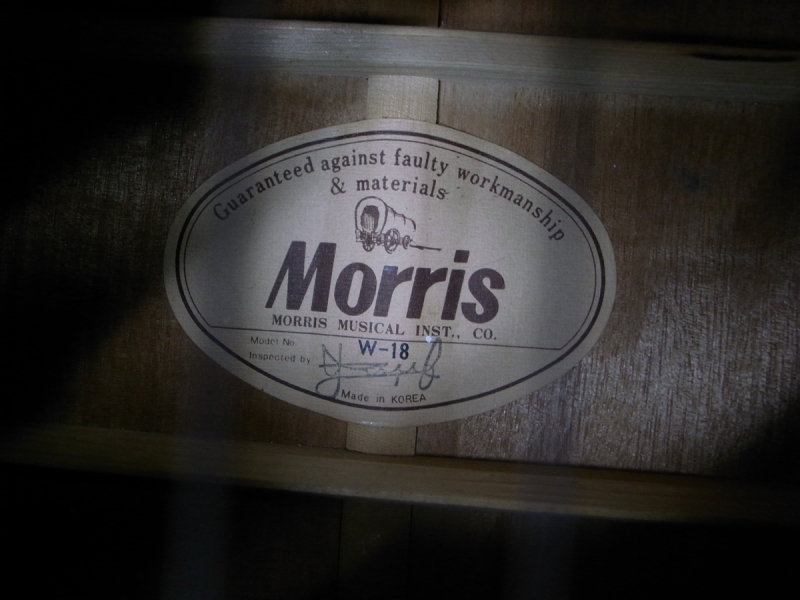 Guaranteed against faulty workmanship
& materials
Morris
MORRIS MUSICAL INST., CO.
Model No. W-18
Inspected by
Made in KOREA